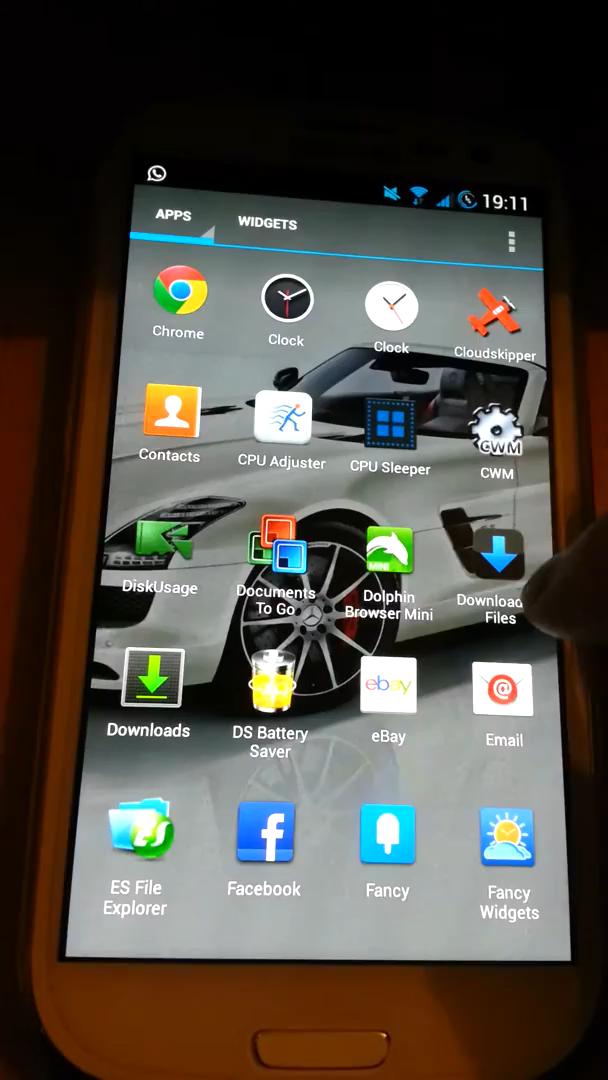 19:11
APPS
WIDGETS
Chrome
Clock
Clock
Cloudskipper
CWM
Contacts
CPU Adjuster
CPU Sleeper
CWM
MINI
DiskUsage
Documents
To Go
Dolphin
Browser Mini
Download
Files
ebay
@
Downloads
DS Battery
Saver
eBay
Email
ES
f
ES File
Explorer
Facebook
Fancy
Fancy
Widgets